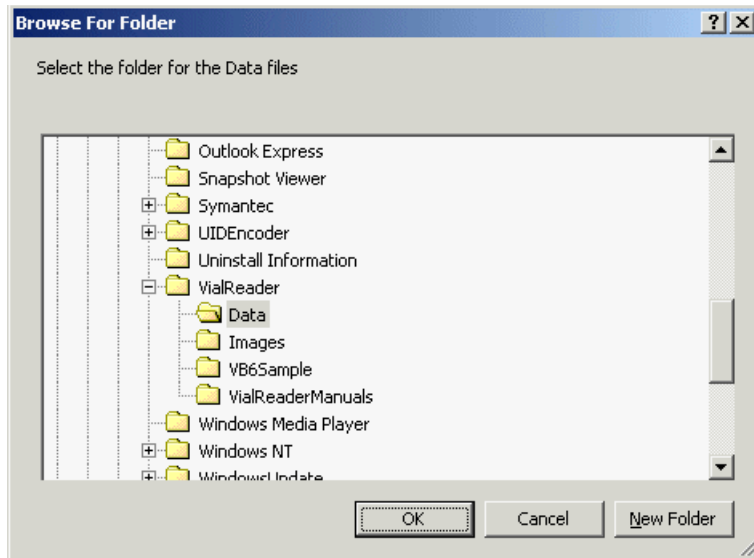 Browse For Folder
Select the folder for the Data files
Outlook Express
Snapshot Viewer
Symantec
UIDEncoder
Uninstall Information
VialReader
Data
Images
VB6Sample
VialReaderManuals
Windows Media Player
Windows NT
WindowsUpdate
OK Cancel New Folder